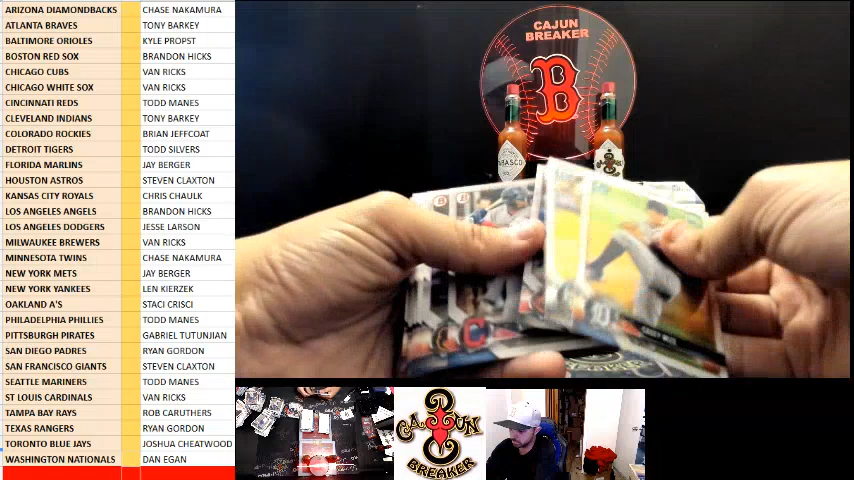 ARIZONA DIAMONDBACKS CHASE NAKAMURA
ATLANTA BRAVES TONY BARKEY
BALTIMORE ORIOLES KYLE PROPST
BOSTON RED SOX BRANDON HICKS
CHICAGO CUBS VAN RICKS
CHICAGO WHITE SOX VAN RICKS
CINCINNATI REDS TODD MANES
CLEVELAND INDIANS TONY BARKEY
COLORADO ROCKIES BRIAN JEFFCOAT
DETROIT TIGERS TODD SILVERS
FLORIDA MARLINS JAY BERGER
HOUSTON ASTROS STEVEN CLAXTON
KANSAS CITY ROYALS CHRIS CHAULK
LOS ANGELES ANGELS BRANDON HICKS
LOS ANGELES DODGERS JESSE LARSON
MILWAUKEE BREWERS VAN RICKS
MINNESOTA TWINS CHASE NAKAMURA
NEW YORK METS JAY BERGER
NEW YORK YANKEES LEN KIERZEK
OAKLAND A'S STACI CRISCI
PHILADELPHIA PHILLIES TODD MANES
PITTSBURGH PIRATES GABRIEL TUTUNJIAN
SAN DIEGO PADRES RYAN GORDON
SAN FRANCISCO GIANTS STEVEN CLAXTON
SEATTLE MARINERS TODD MANES
ST LOUIS CARDINALS VAN RICKS
TAMPA BAY RAYS ROB CARUTHERS
TEXAS RANGERS RYAN GORDON
TORONTO BLUE JAYS JOSHUA CHEATWOOD
WASHINGTON NATIONALS DAN EGAN
CAJUN
BREAKER
B
TABASCO
CASEY MIZE
CAJUN
BREAKER